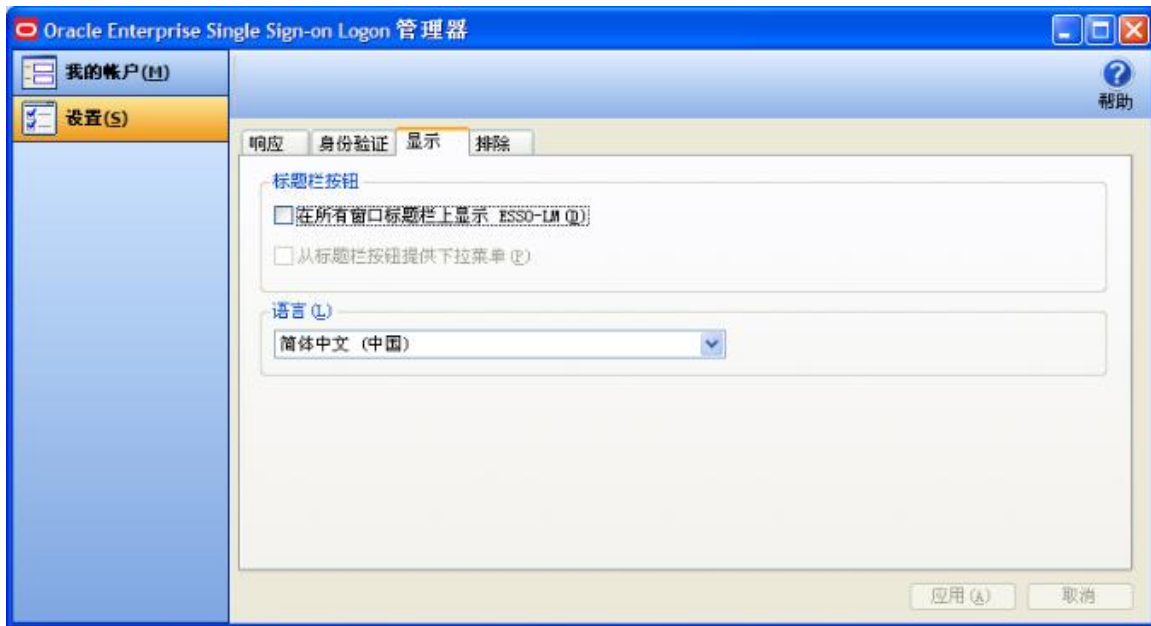 Oracle Enterprise Single Sign-on Logon 管理器
我的帐户(M)
设置(S)
帮助
响应 身份验证 显示 排除
标题栏按钮
在所有窗口标题栏上显示 ESSO-LM(D)
从标题栏按钮提供下拉菜单(P)
语言(L)
简体中文 (中国)
应用(A) 取消